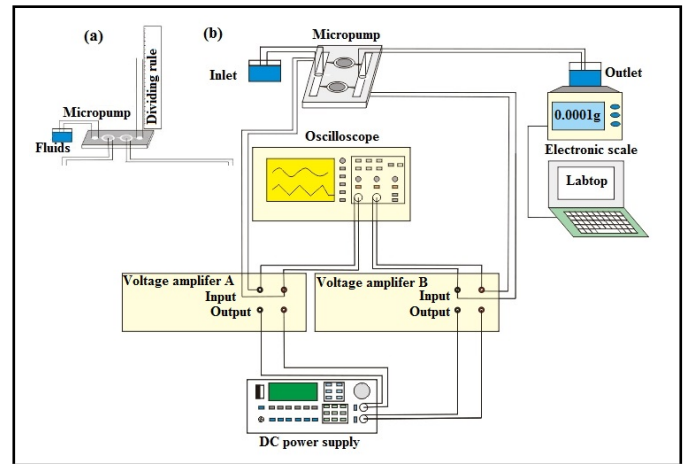 (a)
Dividing rule
Micropump
Fluids
(b)
Micropump
Inlet
Outlet
0.0001g
Electronic scale
Labtop
Oscilloscope
Voltage amplifer A
Input
Output
Voltage amplifer B
Input
Output
DC power supply